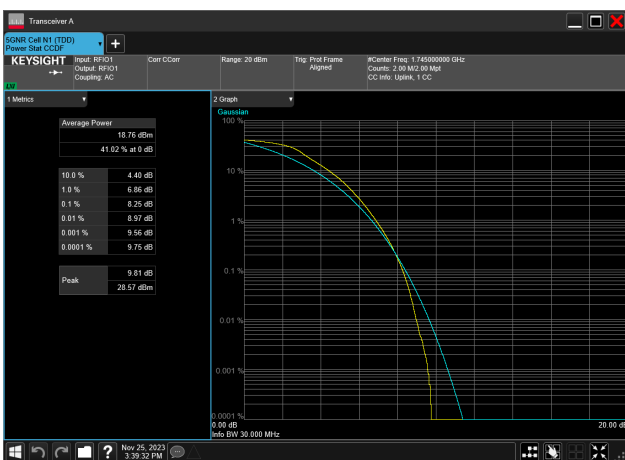 Transceiver A
5GNR Cell N1 (TDD)
Power Stat CCDF
KEYSIGHT
Input: RFIO1
Output: RFIO1
Coupling: AC
Corr CCorr
Range: 20 dBm
Trig: Prot Frame
Aligned
#Center Freq: 1.745000000 GHz
Counts: 2.00 M/2.00 Mpt
CC Info: Uplink, 1 CC
1 Metrics
Average Power
18.76 dBm
41.02 % at 0 dB
10.0 % 4.40 dB
1.0 % 6.86 dB
0.1 % 8.25 dB
0.01 % 8.97 dB
0.001 % 9.56 dB
0.0001 % 9.75 dB
Peak
9.81 dB
28.57 dBm
2 Graph
Gaussian
100 %
10 %
1 %
0.1 %
0.01 %
0.001 %
0.0001 %
0.00 dB
20.00 dB
Info BW 30.000 MHz
Nov 25, 2023
3:39:32 PM